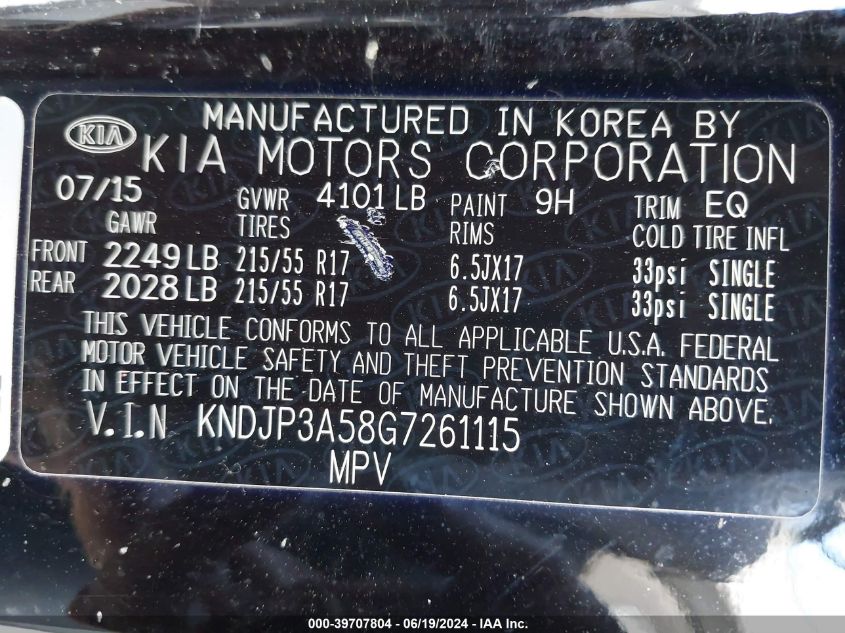 KIA MANUFACTURED IN KOREA BY
KIA MOTORS CORPORATION
07/15 GVWR 4101 LB PAINT 9H TRIM EQ
GAWR TIRES RIMS COLD TIRE INFL
FRONT 2249 LB 215/55 R17 6.5JX17 33psi SINGLE
REAR 2028 LB 215/55 R17 6.5JX17 33psi SINGLE
THIS VEHICLE CONFORMS TO ALL APPLICABLE U.S.A. FEDERAL
MOTOR VEHICLE SAFETY AND THEFT PREVENTION STANDARDS
IN EFFECT ON THE DATE OF MANUFACTURE SHOWN ABOVE.
V.I.N KNDJP3A58G7261115
MPV
000-39707804 - 06/19/2024 - IAA Inc.